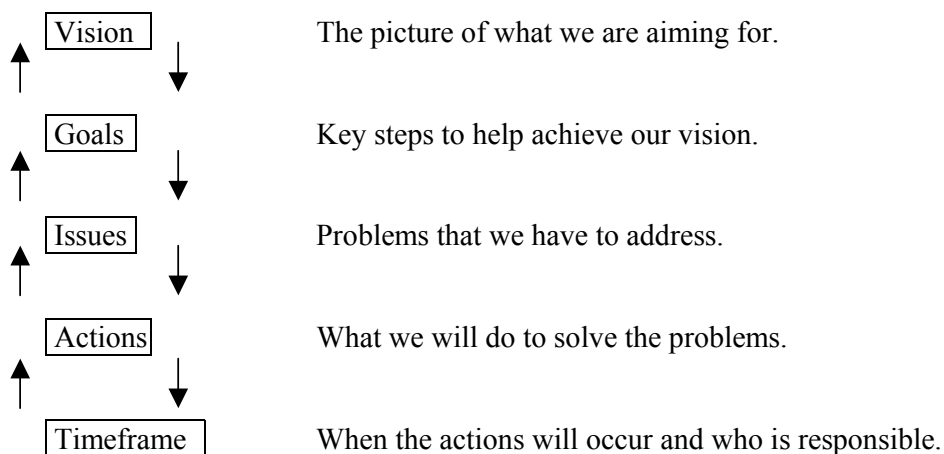 Vision The picture of what we are aiming for.
Goals Key steps to help achieve our vision.
Issues Problems that we have to address.
Actions What we will do to solve the problems.
Timeframe When the actions will occur and who is responsible.